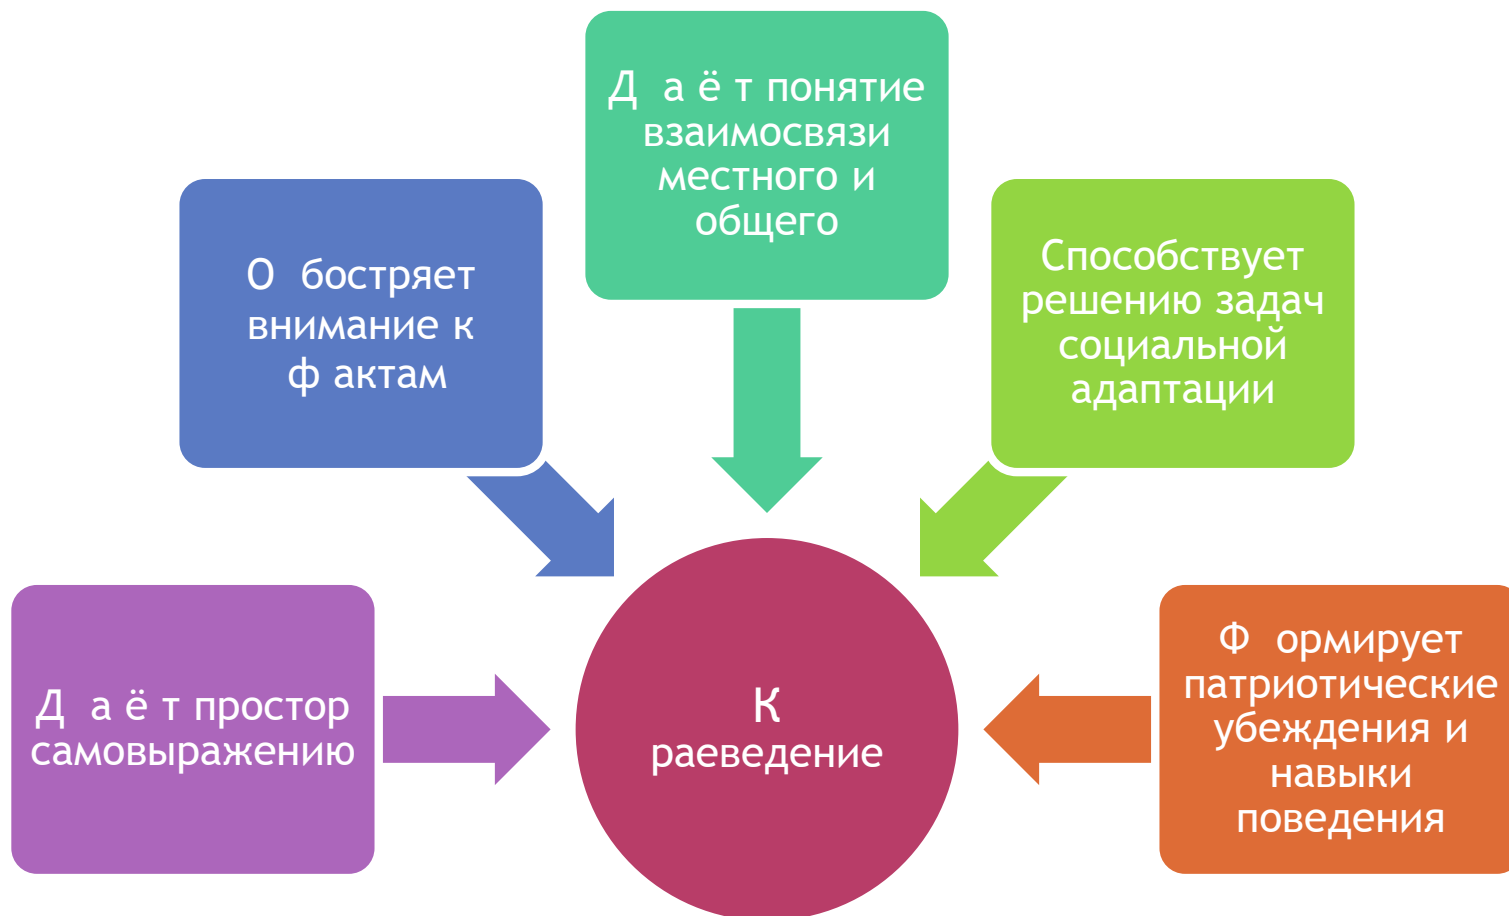 Д а ё т понятие
взаимосвязи
местного и
общего
О бостряет
внимание к
ф актам
Способствует
решению задач
социальной
адаптации
Д а ё т простор
самовыражению
К
раеведение
Ф ормирует
патриотические
убеждения и
навыки
поведения